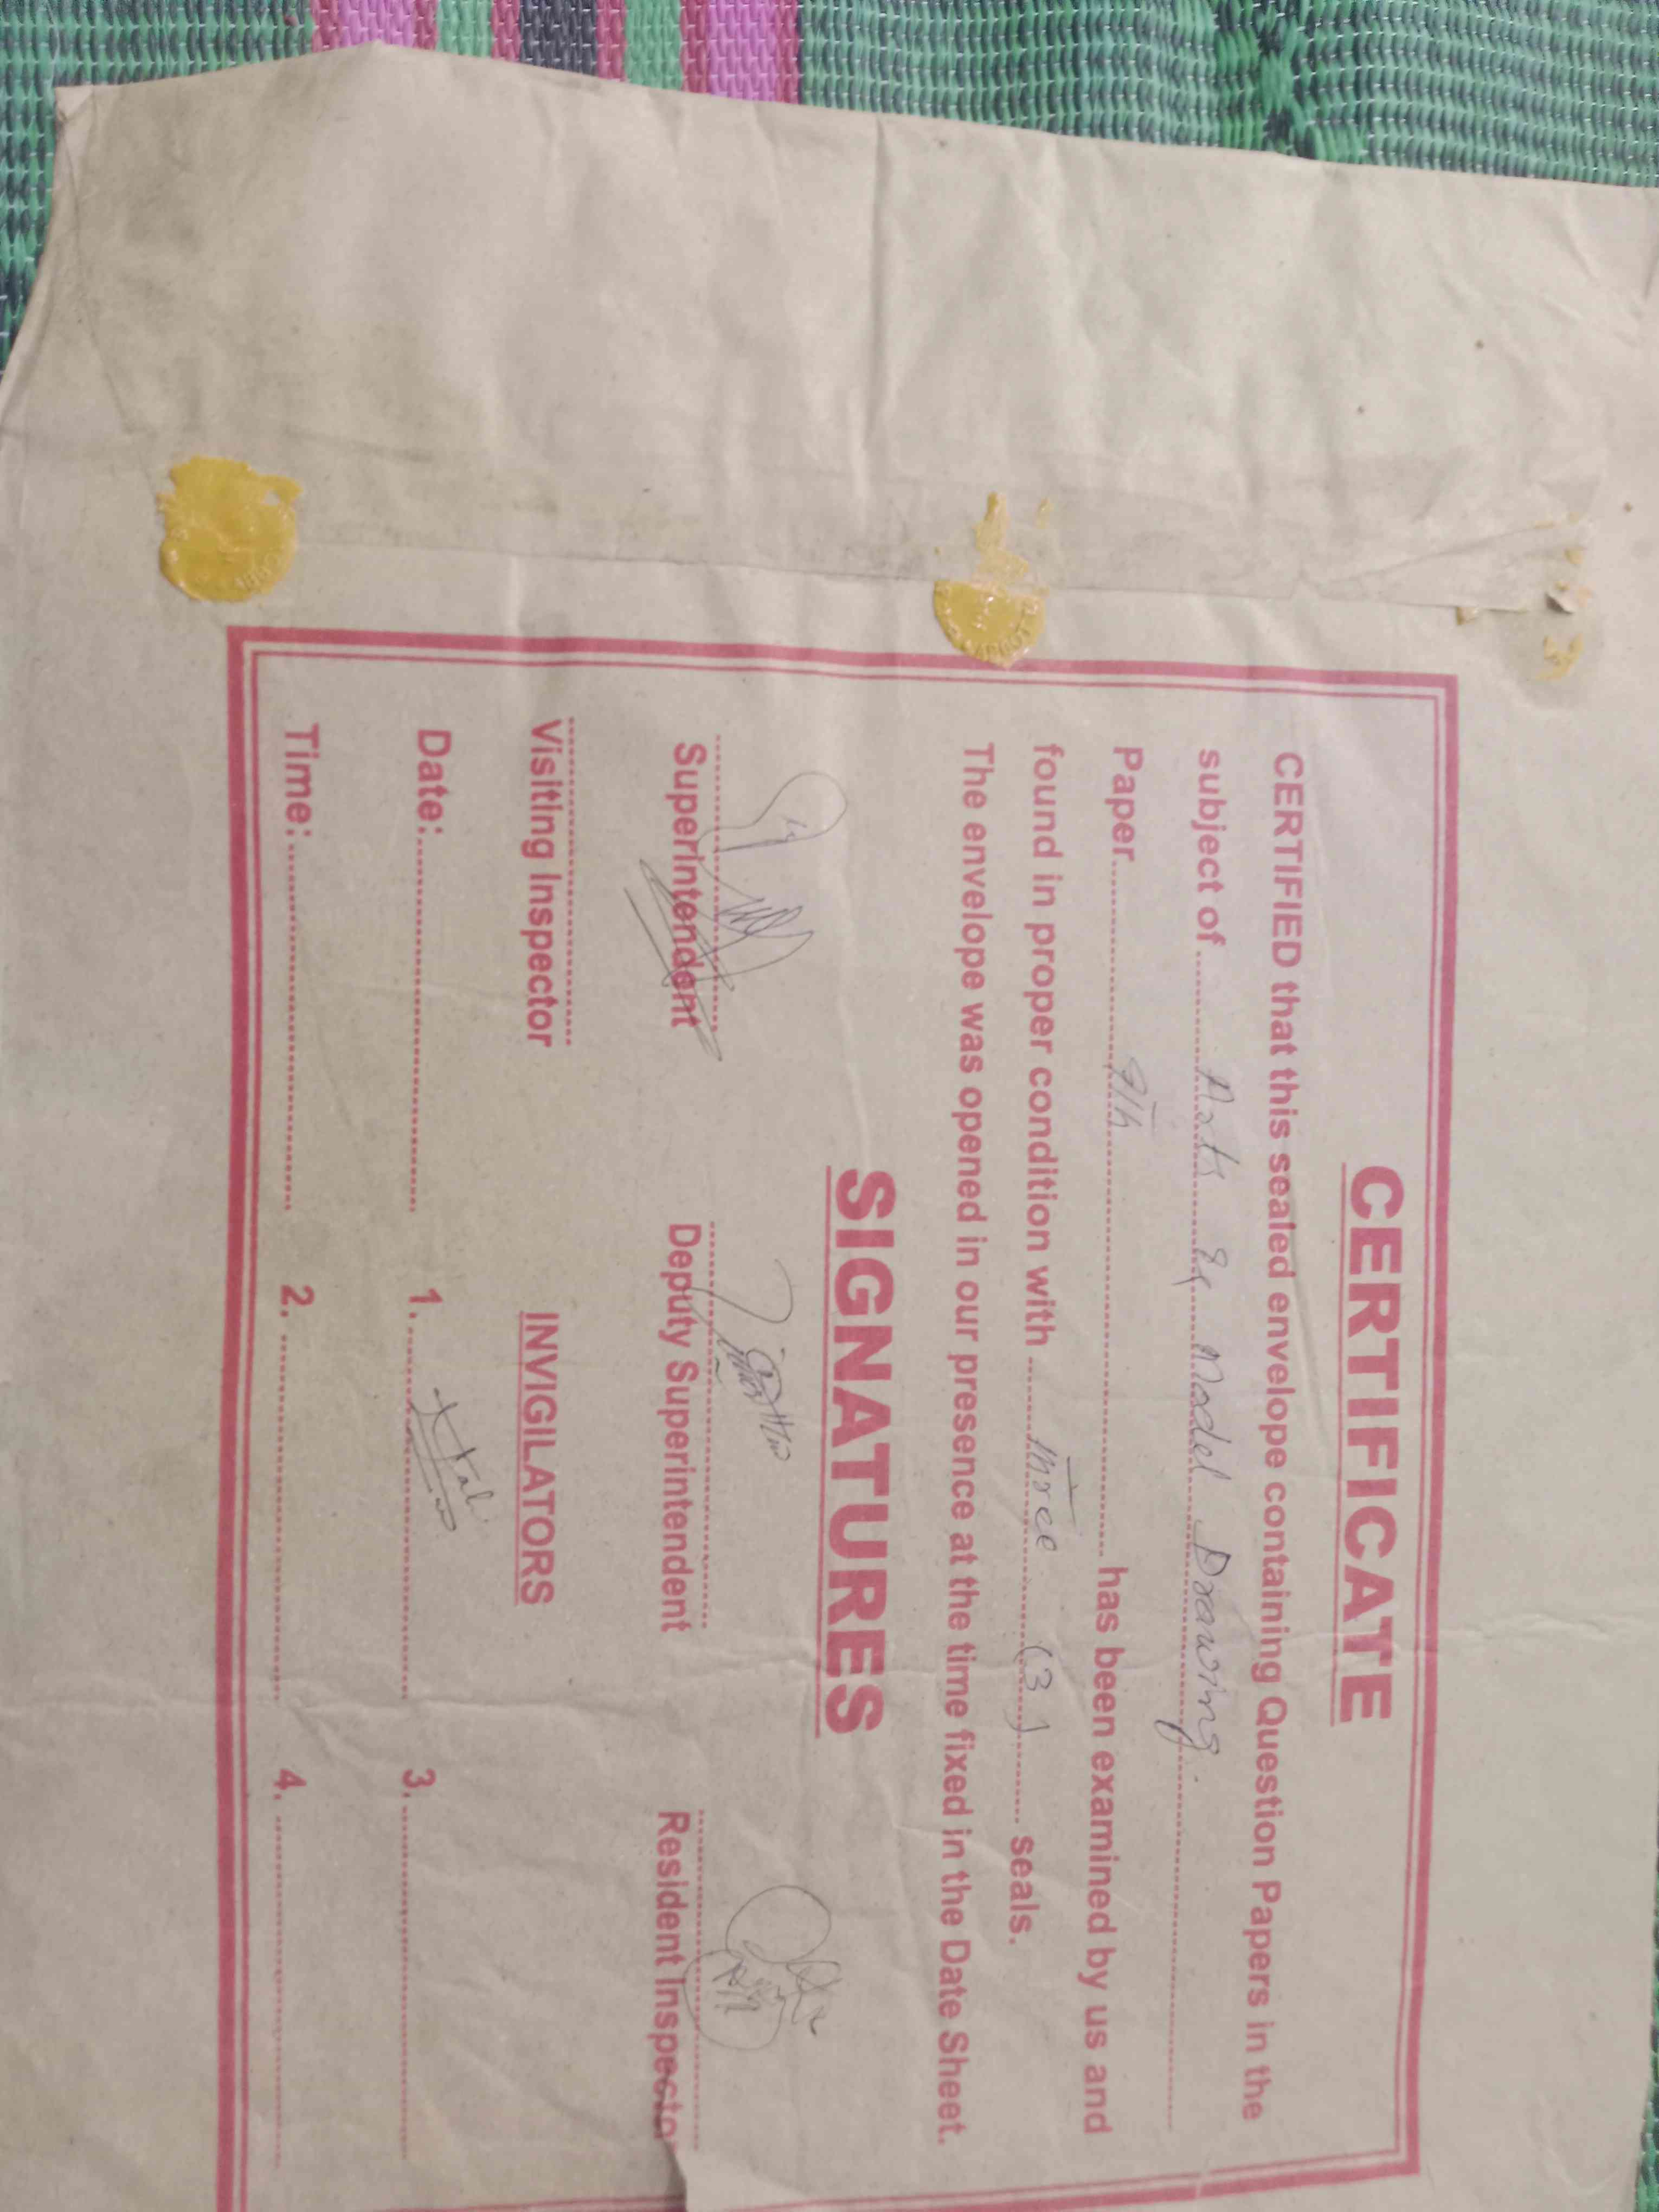 CERTIFICATE
CERTIFIED that this sealed envelope containing Question Papers in the
subject of Arts & Model Drawing.
Paper 9th has been examined by us and
found in proper condition with Three (3) seals.
The envelope was opened in our presence at the time fixed in the Date Sheet.
SIGNATURES
Superintendent Deputy Superintendent Resident Inspector
Visiting Inspector INVIGILATORS
Date: 1. 3.
Time: 2. 4.